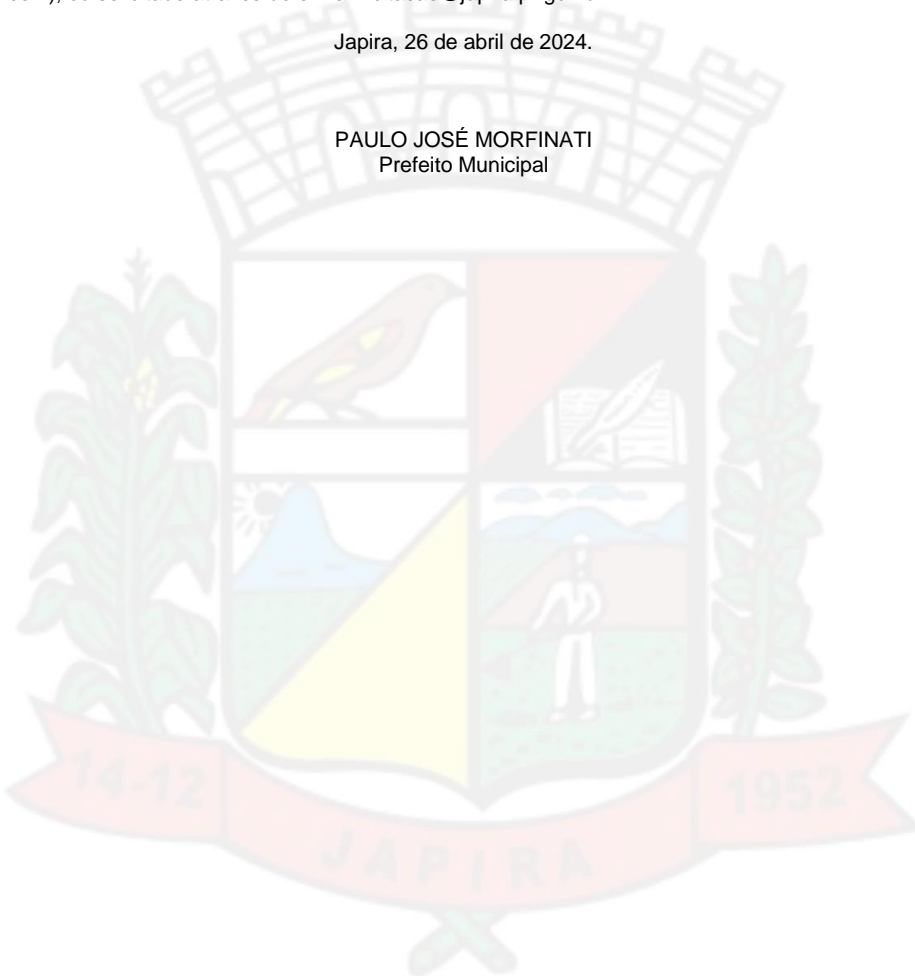 Japira, 26 de abril de 2024.
PAULO JOSÉ MORFINATI
Prefeito Municipal
14-12
1952
JAPIRA